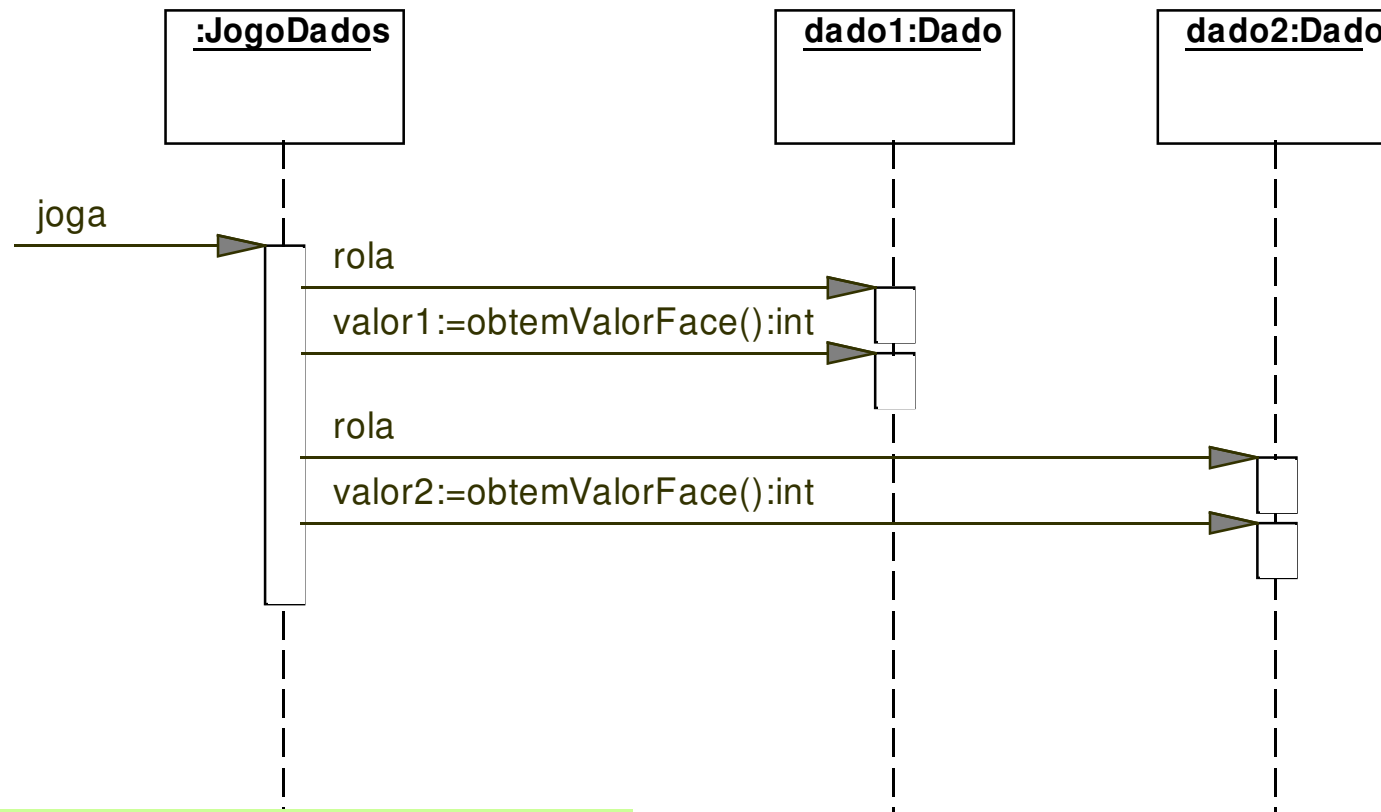 :JogoDados
dado1:Dado
dado2:Dado
joga
rola
valor1:=obtemValorFace():int
rola
valor2:=obtemValorFace():int